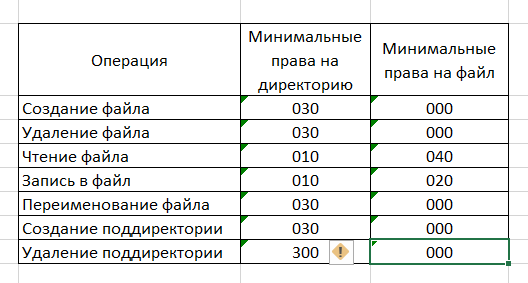 Операция
Минимальные
права на
директорию
Минимальные
права на файл
Создание файла 030 000
Удаление файла 030 000
Чтение файла 010 040
Запись в файл 010 020
Переименование файла 030 000
Создание поддиректории 030 000
Удаление поддиректории 300 000